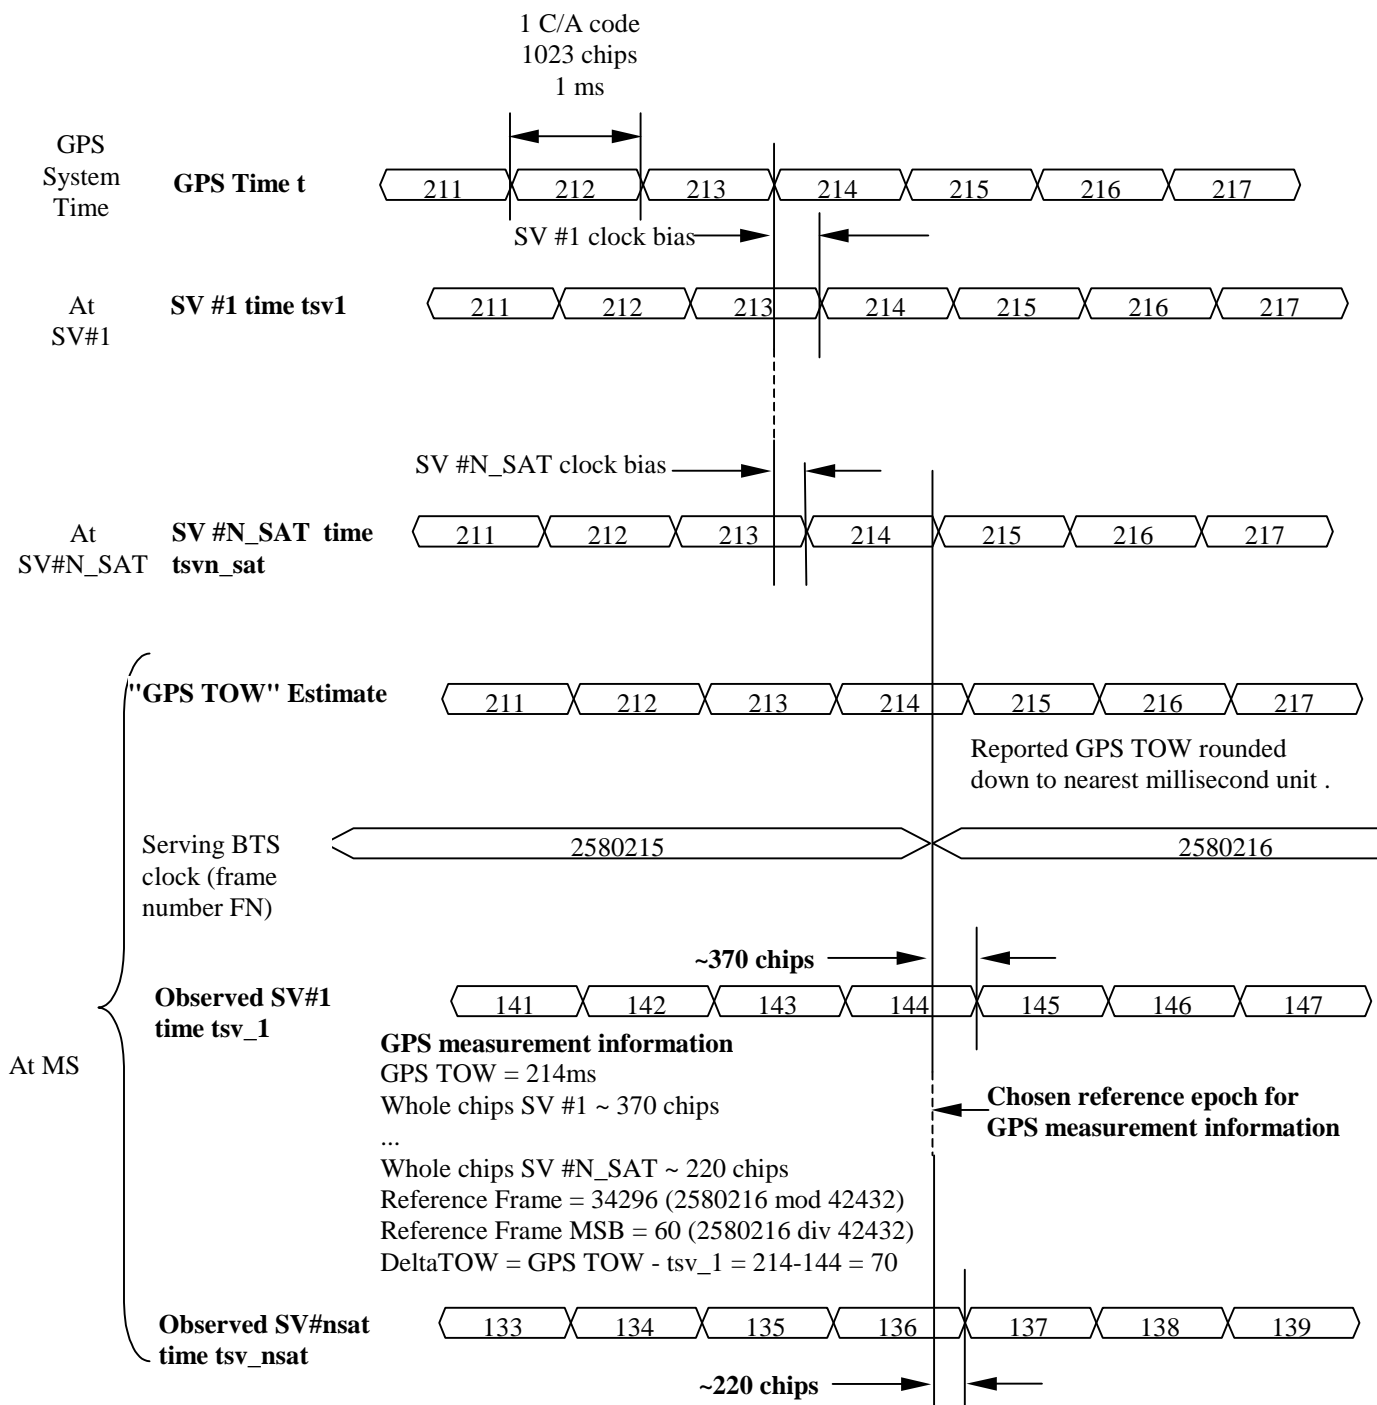 1 C/A code
1023 chips
1 ms
GPS
System
Time
GPS Time t
211 212 213 214 215 216 217
SV #1 clock bias
At
SV#1
SV #1 time tsv1
211 212 213 214 215 216 217
SV #N_SAT clock bias
At
SV#N_SAT
SV #N_SAT time
tsvn_sat
211 212 213 214 215 216 217
"GPS TOW" Estimate
211 212 213 214 215 216 217
Reported GPS TOW rounded
down to nearest millisecond unit .
Serving BTS
clock (frame
number FN)
2580215 2580216
~370 chips
Observed SV#1
time tsv_1
141 142 143 144 145 146 147
At MS
GPS measurement information
GPS TOW = 214ms
Whole chips SV #1 ~ 370 chips
...
Whole chips SV #N_SAT ~ 220 chips
Reference Frame = 34296 (2580216 mod 42432)
Reference Frame MSB = 60 (2580216 div 42432)
DeltaTOW = GPS TOW - tsv_1 = 214-144 = 70
Chosen reference epoch for
GPS measurement information
Observed SV#nsat
time tsv_nsat
133 134 135 136 137 138 139
~220 chips